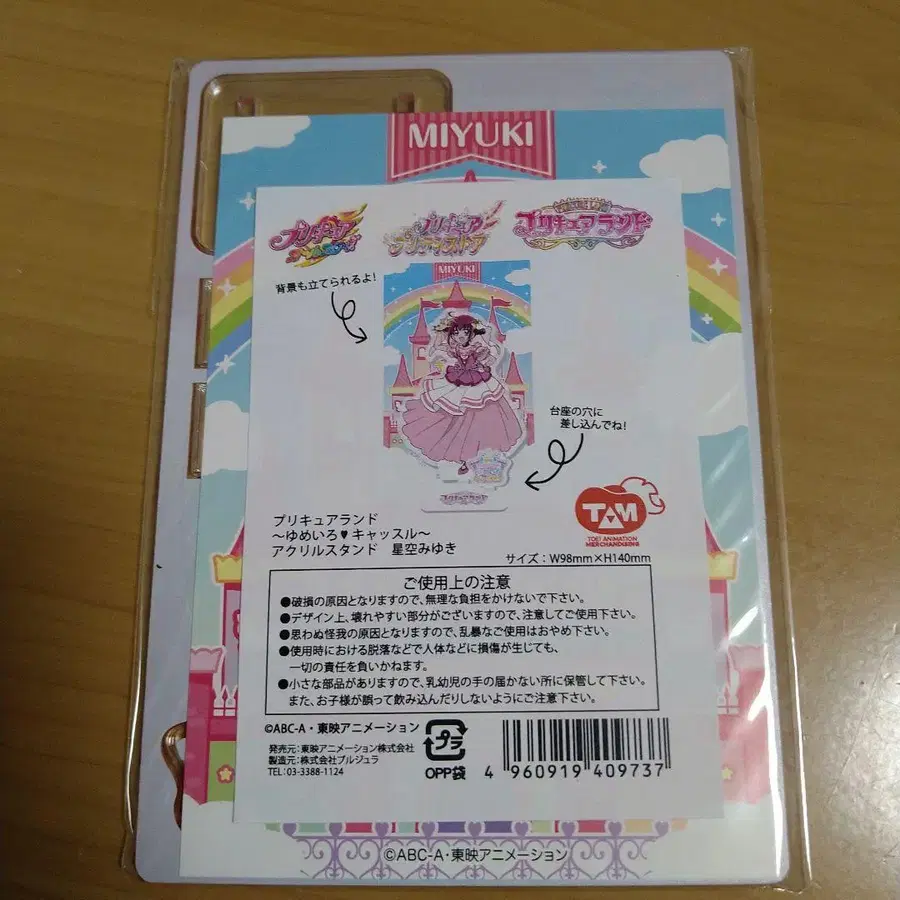 MIYUKI
プリキュア
プリキュア
プリティストア
プリキュアランド
背景も立てられるよ!
MIYUKI
台座の穴に
差し込んでね!
プリキュアランド
TAM
TOEI ANIMATION
MERCHANDISING
プリキュアランド
～ゆめいろ♥キャッスル～
アクリルスタンド 星空みゆき
サイズ:W98mm×H140mm
ご使用上の注意
●破損の原因となりますので、無理な負担をかけないで下さい。
●デザイン上、壊れやすい部分がございますので、注意してご使用下さい。
●思わぬ怪我の原因となりますので、乱暴なご使用はおやめ下さい。
●使用時における脱落などで人体などに損傷が生じても、
一切の責任を負いかねます。
●小さな部品がありますので、乳幼児の手の届かない所に保管して下さい。
また、お子様が誤って飲み込んだりしないようにご注意下さい。
©ABC-A・東映アニメーション
発売元:東映アニメーション株式会社
製造元:株式会社プルジュラ
TEL:03-3388-1124
プラ
OPP袋
4 960919 409737
©ABC-A・東映アニメーション